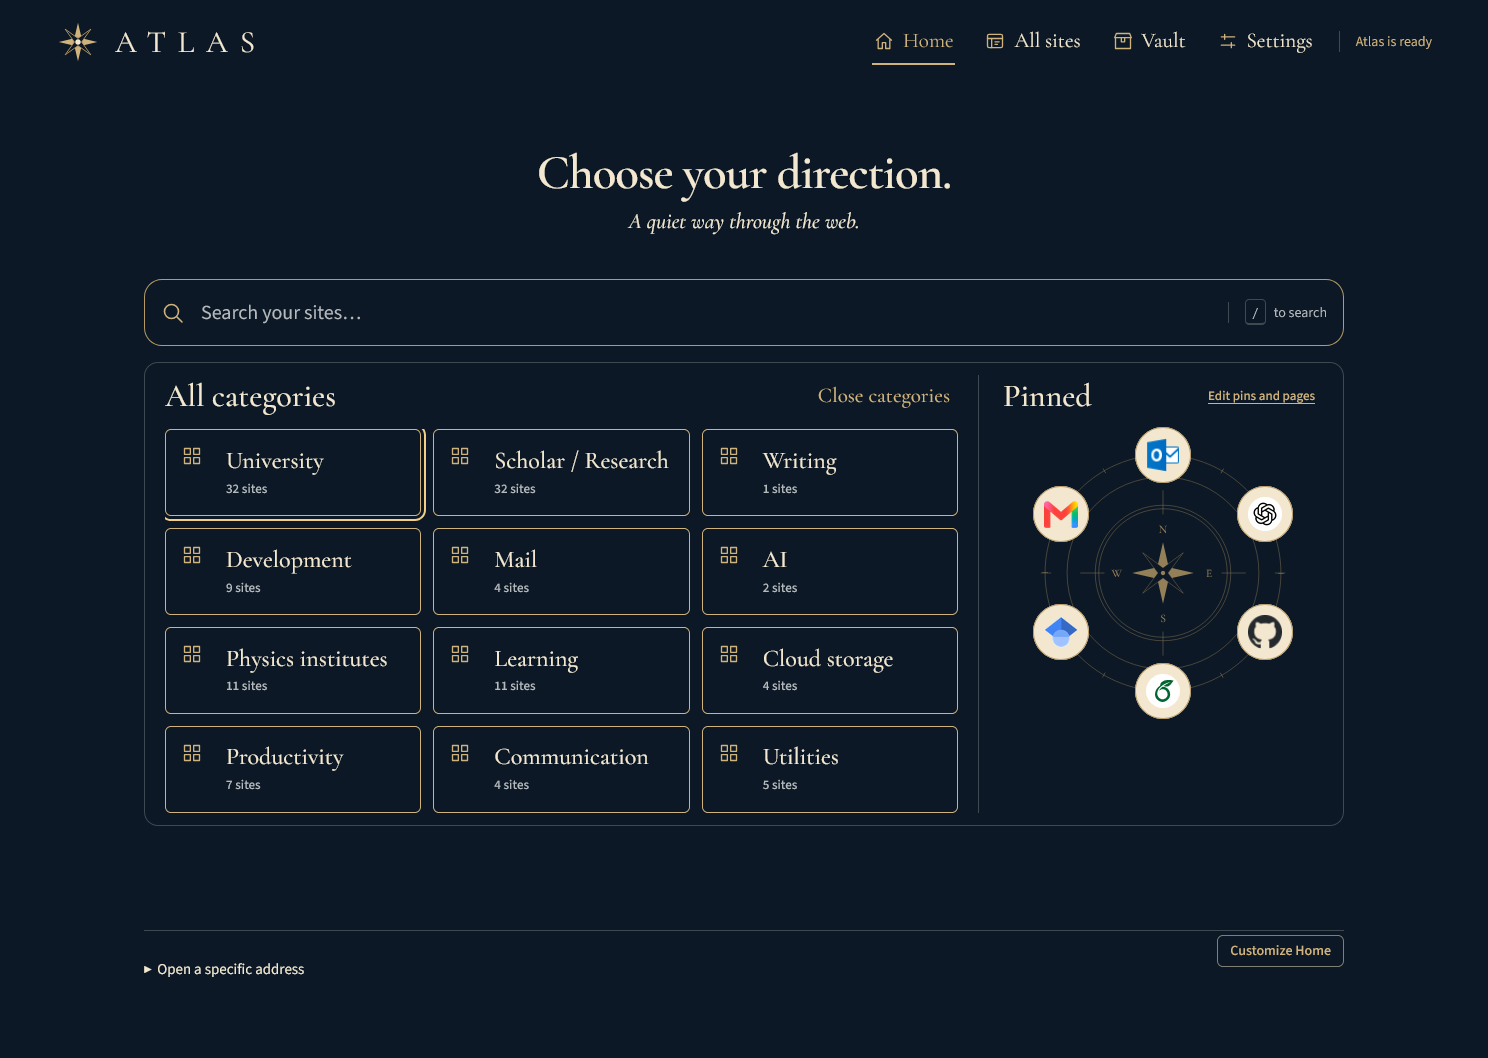 ATLAS
Home
All sites
Vault
Settings
Atlas is ready
Choose your direction.
A quiet way through the web.
Search your sites...
/ to search
All categories
Close categories
University
32 sites
Scholar / Research
32 sites
Writing
1 sites
Development
9 sites
Mail
4 sites
AI
2 sites
Physics institutes
11 sites
Learning
11 sites
Cloud storage
4 sites
Productivity
7 sites
Communication
4 sites
Utilities
5 sites
Pinned
Edit pins and pages
N
W
E
S
Customize Home
Open a specific address